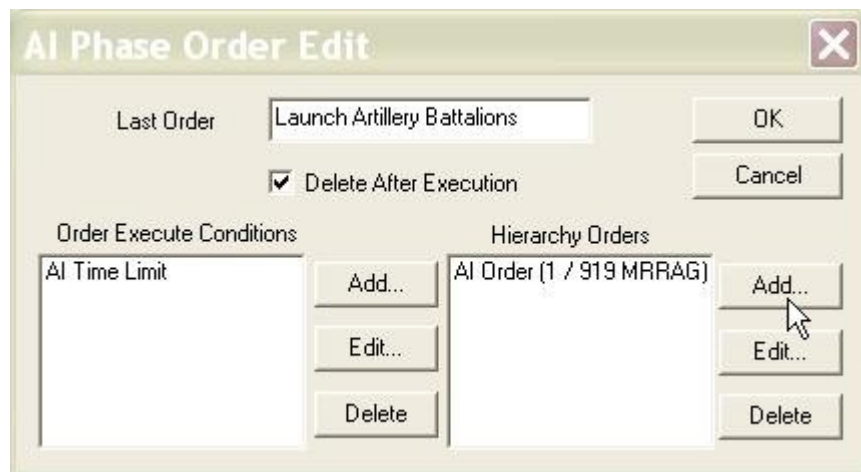 AI Phase Order Edit
Last Order
Launch Artillery Battalions
OK
Delete After Execution
Cancel
Order Execute Conditions
Hierarchy Orders
AI Time Limit
Add...
Edit...
Delete
AI Order (1 / 919 MRRAG)
Add...
Edit...
Delete